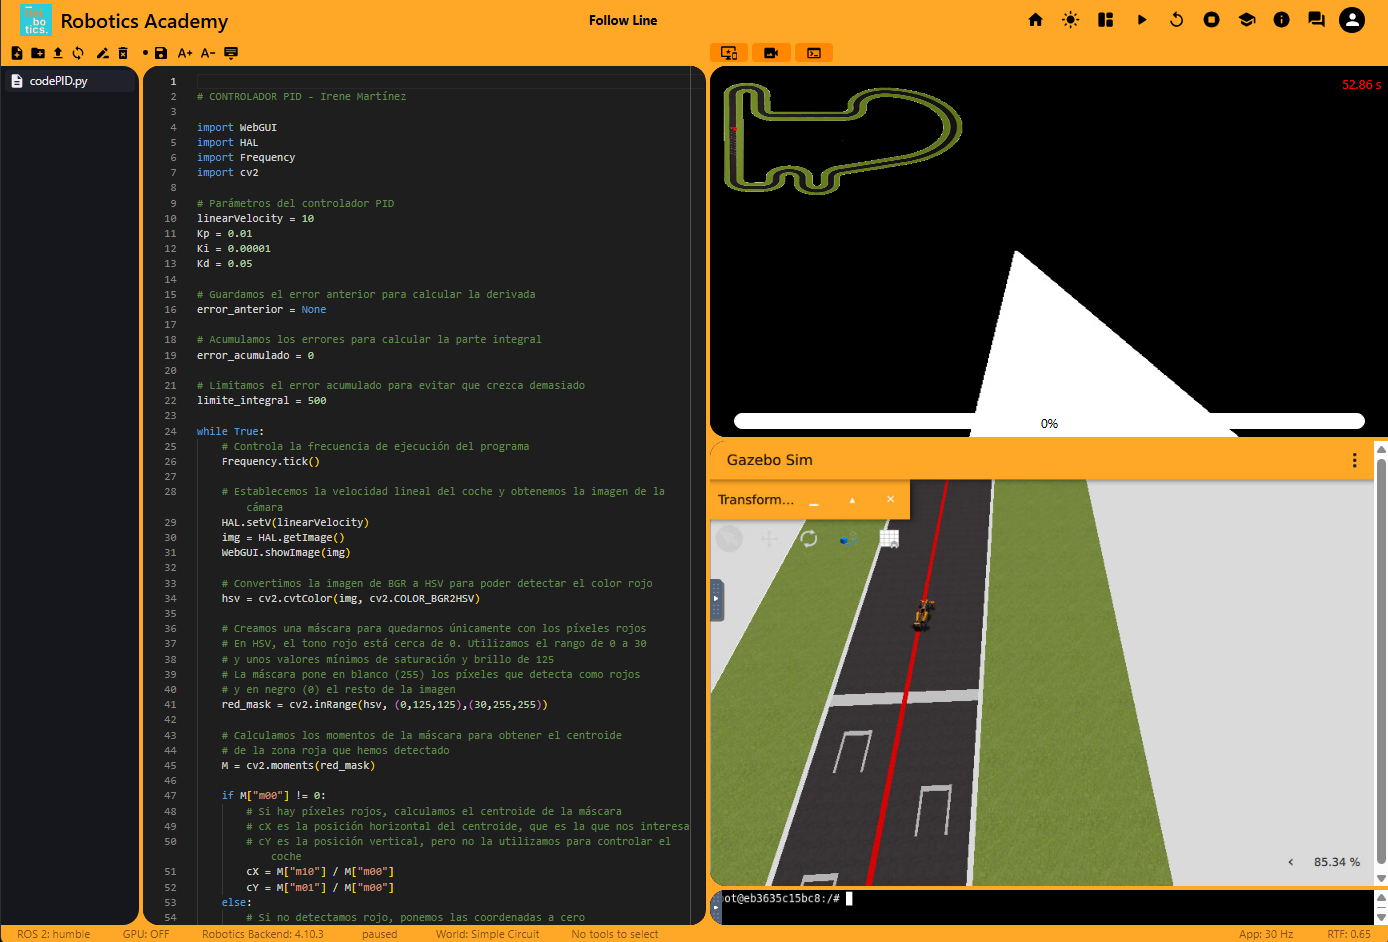 .bo
tics.
Robotics Academy
Follow Line
A+ A-
codePID.py
52.86 s
1
2 # CONTROLADOR PID - Irene Martínez
3
4 import WebGUI
5 import HAL
6 import Frequency
7 import cv2
8
9 # Parámetros del controlador PID
10 linearVelocity = 10
11 Kp = 0.01
12 Ki = 0.00001
13 Kd = 0.05
14
15 # Guardamos el error anterior para calcular la derivada
16 error_anterior = None
17
18 # Acumulamos los errores para calcular la parte integral
19 error_acumulado = 0
20
21 # Limitamos el error acumulado para evitar que crezca demasiado
22 limite_integral = 500
23
24 while True:
25 # Controla la frecuencia de ejecución del programa
26 Frequency.tick()
27
28 # Establecemos la velocidad lineal del coche y obtenemos la imagen de la
cámara
29 HAL.setV(linearVelocity)
30 img = HAL.getImage()
31 WebGUI.showImage(img)
32
33 # Convertimos la imagen de BGR a HSV para poder detectar el color rojo
34 hsv = cv2.cvtColor(img, cv2.COLOR_BGR2HSV)
35
36 # Creamos una máscara para quedarnos únicamente con los píxeles rojos
37 # En HSV, el tono rojo está cerca de 0. Utilizamos el rango de 0 a 30
38 # y unos valores mínimos de saturación y brillo de 125
39 # La máscara pone en blanco (255) los píxeles que detecta como rojos
40 # y en negro (0) el resto de la imagen
41 red_mask = cv2.inRange(hsv, (0,125,125),(30,255,255))
42
43 # Calculamos los momentos de la máscara para obtener el centroide
44 # de la zona roja que hemos detectado
45 M = cv2.moments(red_mask)
46
47 if M["m00"] != 0:
48 # Si hay píxeles rojos, calculamos el centroide de la máscara
49 # cX es la posición horizontal del centroide, que es la que nos interesa
50 # cY es la posición vertical, pero no la utilizamos para controlar el
coche
51 cX = M["m10"] / M["m00"]
52 cY = M["m01"] / M["m00"]
53 else:
54 # Si no detectamos rojo, ponemos las coordenadas a cero
0%
Gazebo Sim
Transform...
85.34 %
ot@eb3635c15bc8:/#
ROS 2: humble GPU: OFF Robotics Backend: 4.10.3 paused World: Simple Circuit No tools to select App: 30 Hz RTF: 0.65